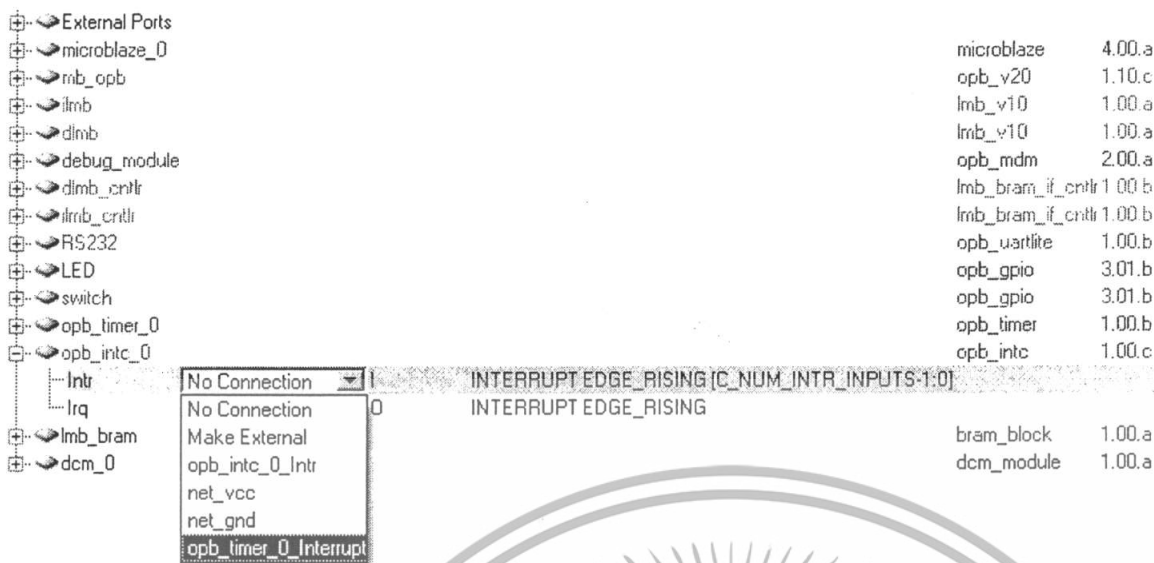 External Ports
microblaze_0 microblaze 4.00.a
mb_opb opb_v20 1.10.c
ilmb lmb_v10 1.00.a
dlmb lmb_v10 1.00.a
debug_module opb_mdm 2.00.a
dlmb_cntlr lmb_bram_if_cntlr 1.00.b
ilmb_cntlr lmb_bram_if_cntlr 1.00.b
RS232 opb_uartlite 1.00.b
LED opb_gpio 3.01.b
switch opb_gpio 3.01.b
opb_timer_0 opb_timer 1.00.b
opb_intc_0 opb_intc 1.00.c
Intr No Connection I INTERRUPT EDGE_RISING [C_NUM_INTR_INPUTS-1:0]
Irq No Connection O INTERRUPT EDGE_RISING
lmb_bram Make External bram_block 1.00.a
dcm_0 opb_intc_0_Intr dcm_module 1.00.a
net_vcc
net_gnd
opb_timer_0_Interrupt